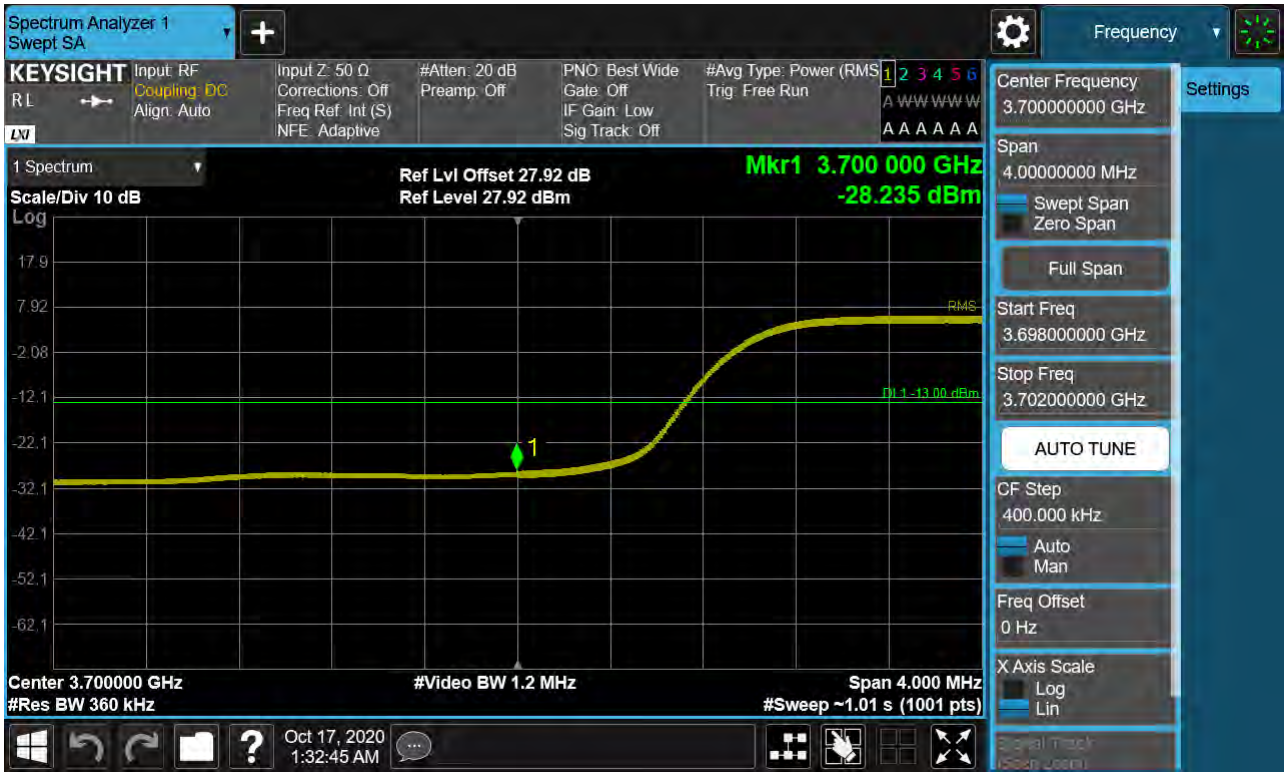 Spectrum Analyzer 1
Swept SA
+
Frequency
KEYSIGHT
RL
LXI
Input: RF
Coupling: DC
Align: Auto
Input Z: 50 Ω
Corrections: Off
Freq Ref: Int (S)
NFE: Adaptive
#Atten: 20 dB
Preamp: Off
PNO: Best Wide
Gate: Off
IF Gain: Low
Sig Track: Off
#Avg Type: Power (RMS
Trig: Free Run
1 2 3 4 5 6
A W W W W W
A A A A A A
1 Spectrum
Scale/Div 10 dB
Log
Ref Lvl Offset 27.92 dB
Ref Level 27.92 dBm
Mkr1 3.700 000 GHz
-28.235 dBm
17.9
7.92
-2.08
-12.1
-22.1
-32.1
-42.1
-52.1
-62.1
RMS
DL1 -13.00 dBm
1
Center 3.700000 GHz
#Res BW 360 kHz
#Video BW 1.2 MHz
Span 4.000 MHz
#Sweep ~1.01 s (1001 pts)
Center Frequency
3.700000000 GHz
Settings
Span
4.00000000 MHz
Swept Span
Zero Span
Full Span
Start Freq
3.698000000 GHz
Stop Freq
3.702000000 GHz
AUTO TUNE
CF Step
400.000 kHz
Auto
Man
Freq Offset
0 Hz
X Axis Scale
Log
Lin
Signal Track
(Span Zoom)
?
Oct 17, 2020
1:32:45 AM